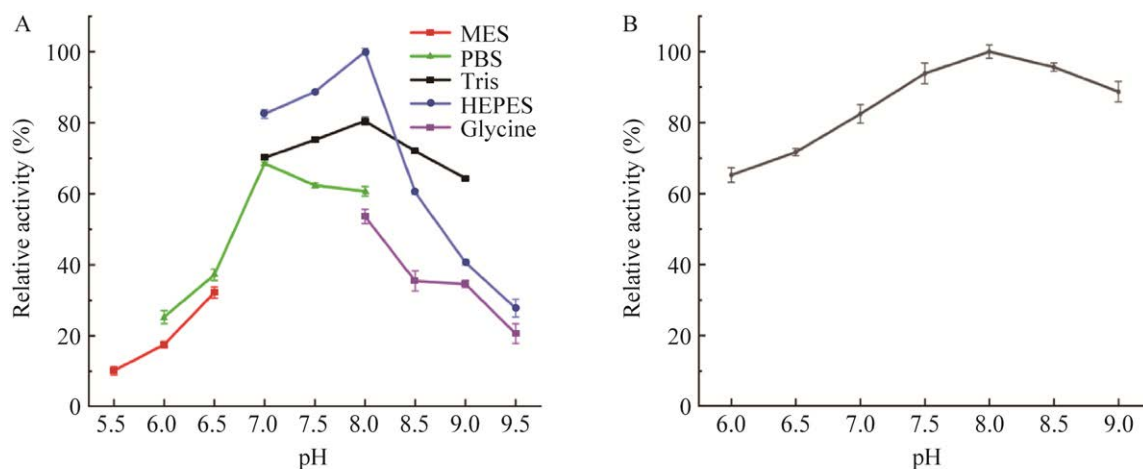 A
MES
PBS
Tris
HEPES
Glycine
Relative activity (%)
100
80
60
40
20
0
5.5 6.0 6.5 7.0 7.5 8.0 8.5 9.0 9.5
pH
B
Relative activity (%)
100
80
60
40
20
0
6.0 6.5 7.0 7.5 8.0 8.5 9.0
pH